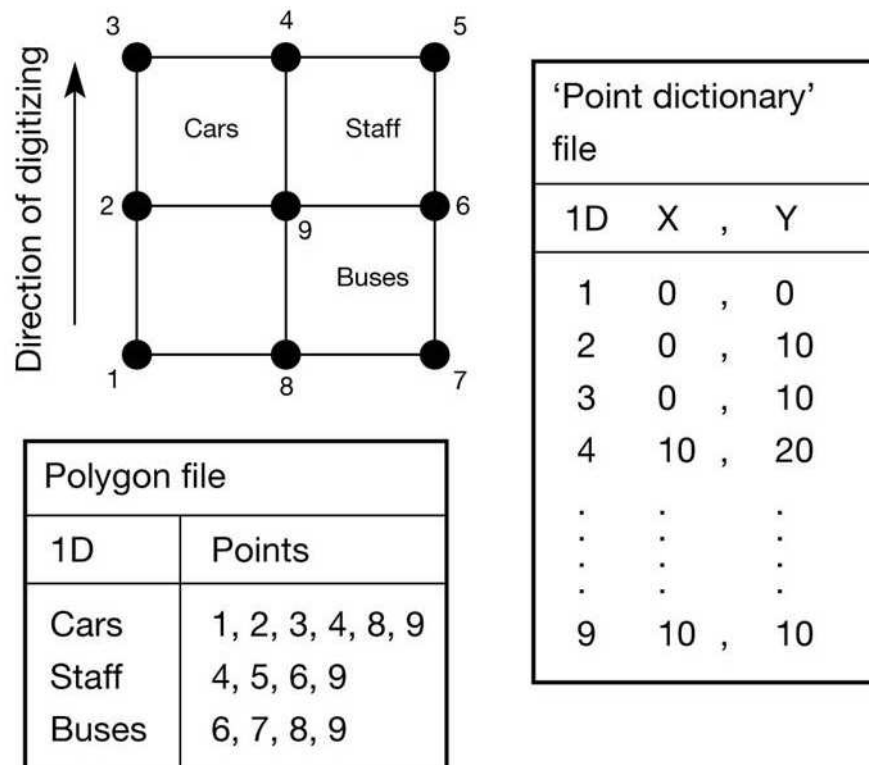 3 4 5
Direction of digitizing
Cars Staff
2 9 6
Buses
1 8 7
Polygon file
1D Points
Cars 1, 2, 3, 4, 8, 9
Staff 4, 5, 6, 9
Buses 6, 7, 8, 9
‘Point dictionary’
file
1D X , Y
1 0 , 0
2 0 , 10
3 0 , 10
4 10 , 20
. . .
. . .
. . .
. . .
9 10 , 10